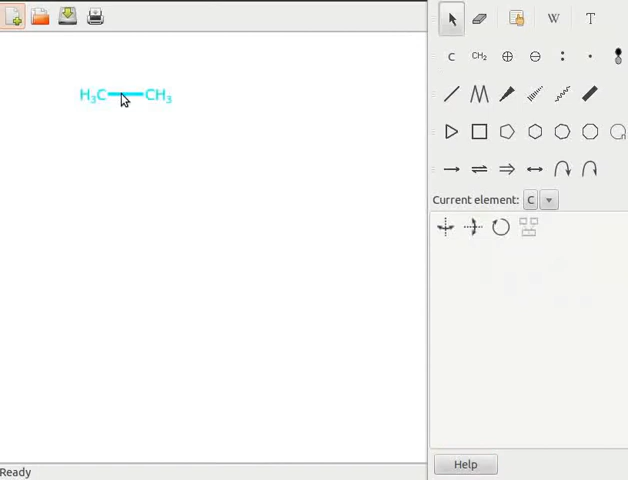 W T
C CH₂
H₃C CH₃
n
Current element: C
Help
Ready